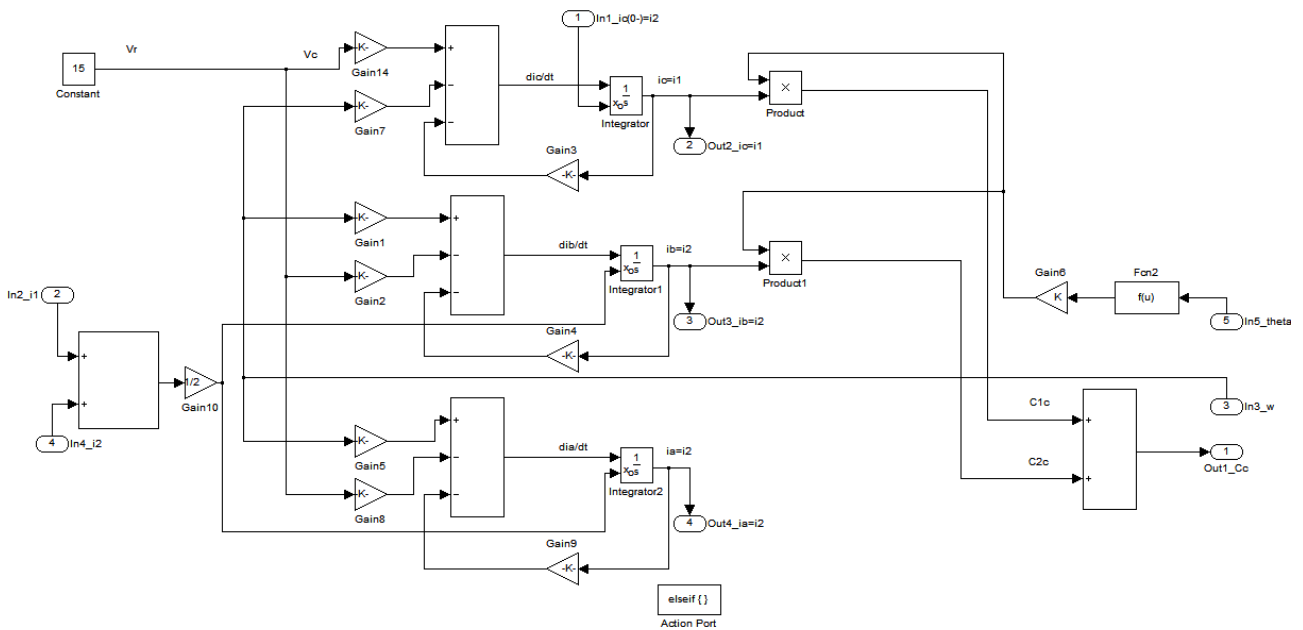 1
In1_ic(0-)=i2
Vr
Vc
K-
Gain14
+
15
Constant
dic/dt
ic=i1
1
s
xo
Integrator
×
Product
K-
Gain7
−
−
Gain3
-K-
2
Out2_ic=i1
K-
Gain1
+
dib/dt
ib=i2
1
s
xo
Integrator1
×
Product1
K-
Gain2
−
−
Gain6
K
Fcn2
f(u)
In2_i1
2
Gain4
-K-
3
Out3_ib=i2
5
In5_theta
+
+
1/2
Gain10
4
In4_i2
3
In3_w
K-
Gain5
+
dia/dt
ia=i2
1
s
xo
Integrator2
C1c
+
K-
Gain8
−
−
C2c
+
1
Out1_Cc
4
Out4_ia=i2
Gain9
-K-
elseif { }
Action Port